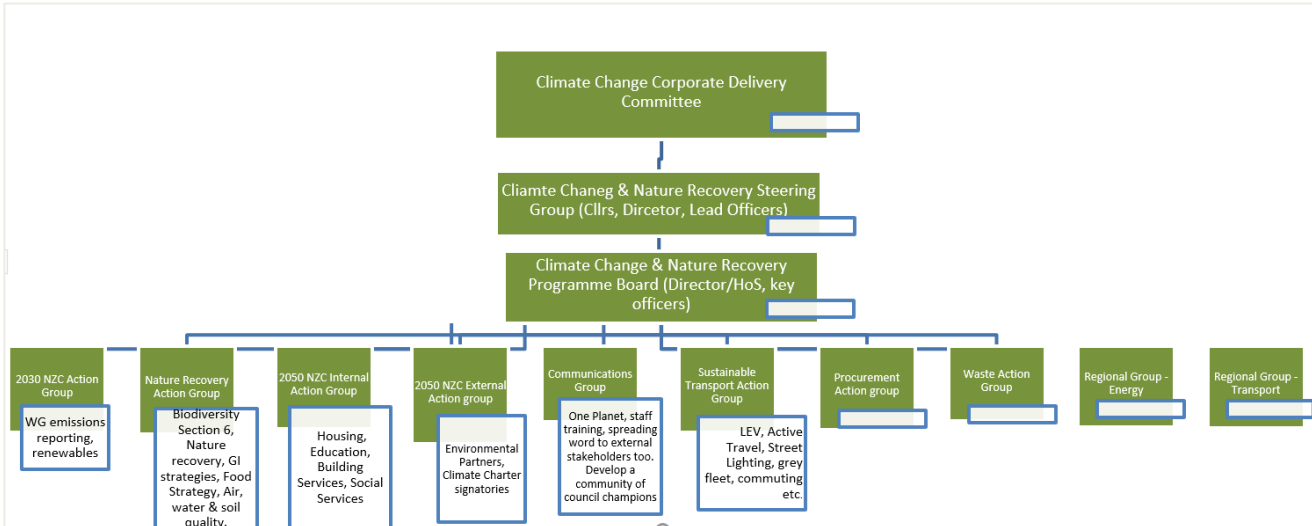 Climate Change Corporate Delivery
Committee
Cliamte Chaneg & Nature Recovery Steering
Group (Cllrs, Dircetor, Lead Officers)
Climate Change & Nature Recovery
Programme Board (Director/HoS, key
officers)
2030 NZC Action
Group
WG emissions
reporting,
renewables
Nature Recovery
Action Group
Biodiversity
Section 6,
Nature
recovery, GI
strategies, Food
Strategy, Air,
water & soil
quality.
2050 NZC Internal
Action Group
Housing,
Education,
Building
Services, Social
Services
2050 NZC External
Action group
Environmental
Partners,
Climate Charter
signatories
Communications
Group
One Planet, staff
training, spreading
word to external
stakeholders too.
Develop a
community of
council champions
Sustainable
Transport Action
Group
LEV, Active
Travel, Street
Lighting, grey
fleet, commuting
etc.
Procurement
Action group
Waste Action
Group
Regional Group -
Energy
Regional Group -
Transport